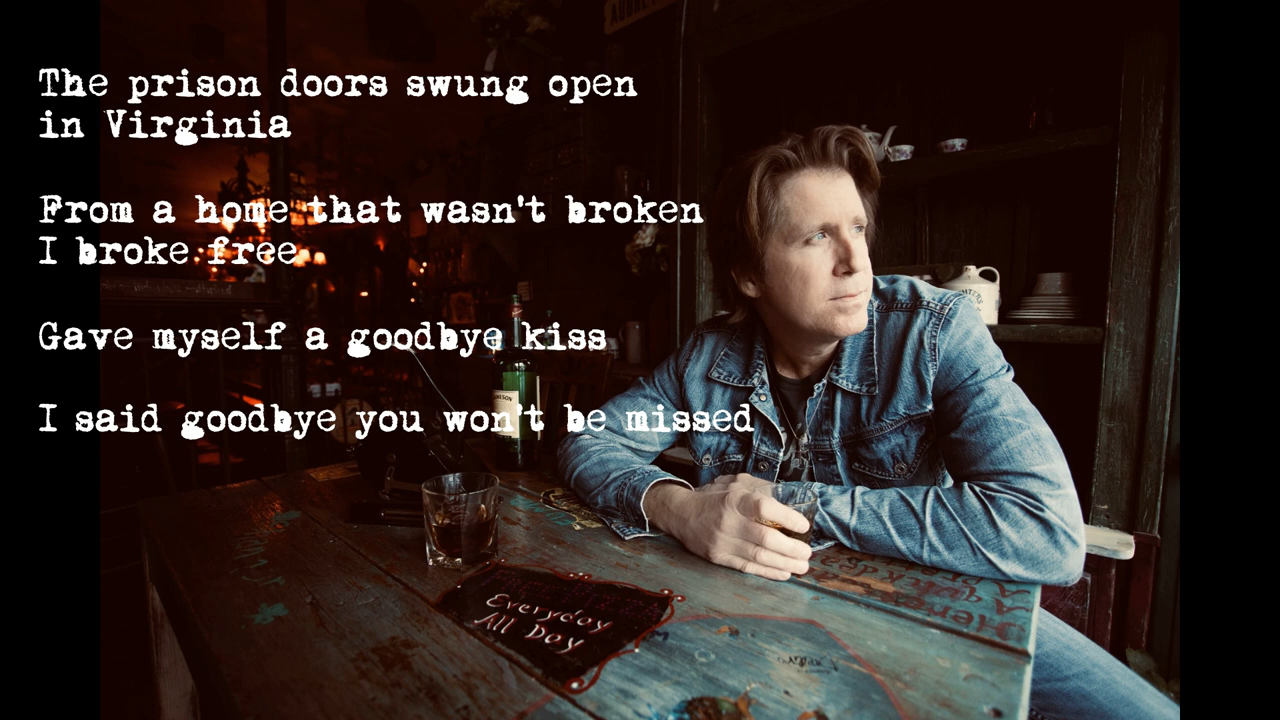 The prison doors swung open
in Virginia
From a home that wasn't broken
I broke free
Gave myself a goodbye kiss
I said goodbye you won't be missed
Everyday
All Day